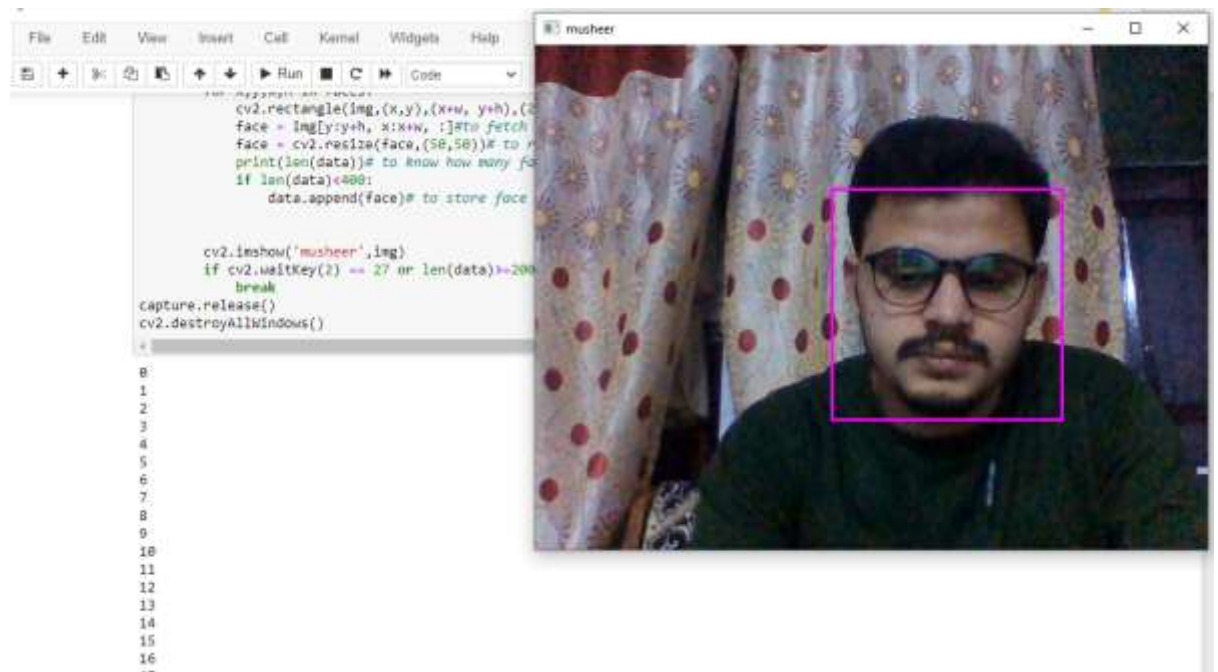 musheer
File Edit View Insert Cell Kernel Widgets Help
Run Code
for x,y,w,h in faces:
cv2.rectangle(img,(x,y),(x+w, y+h),(2
face = img[y:y+h, x:x+w, :]#to fetch
face = cv2.resize(face,(50,50))# to r
print(len(data))# to know how many fa
if len(data)<400:
data.append(face)# to store face
cv2.imshow('musheer',img)
if cv2.waitKey(2) == 27 or len(data)>=200
break
capture.release()
cv2.destroyAllWindows()
0
1
2
3
4
5
6
7
8
9
10
11
12
13
14
15
16